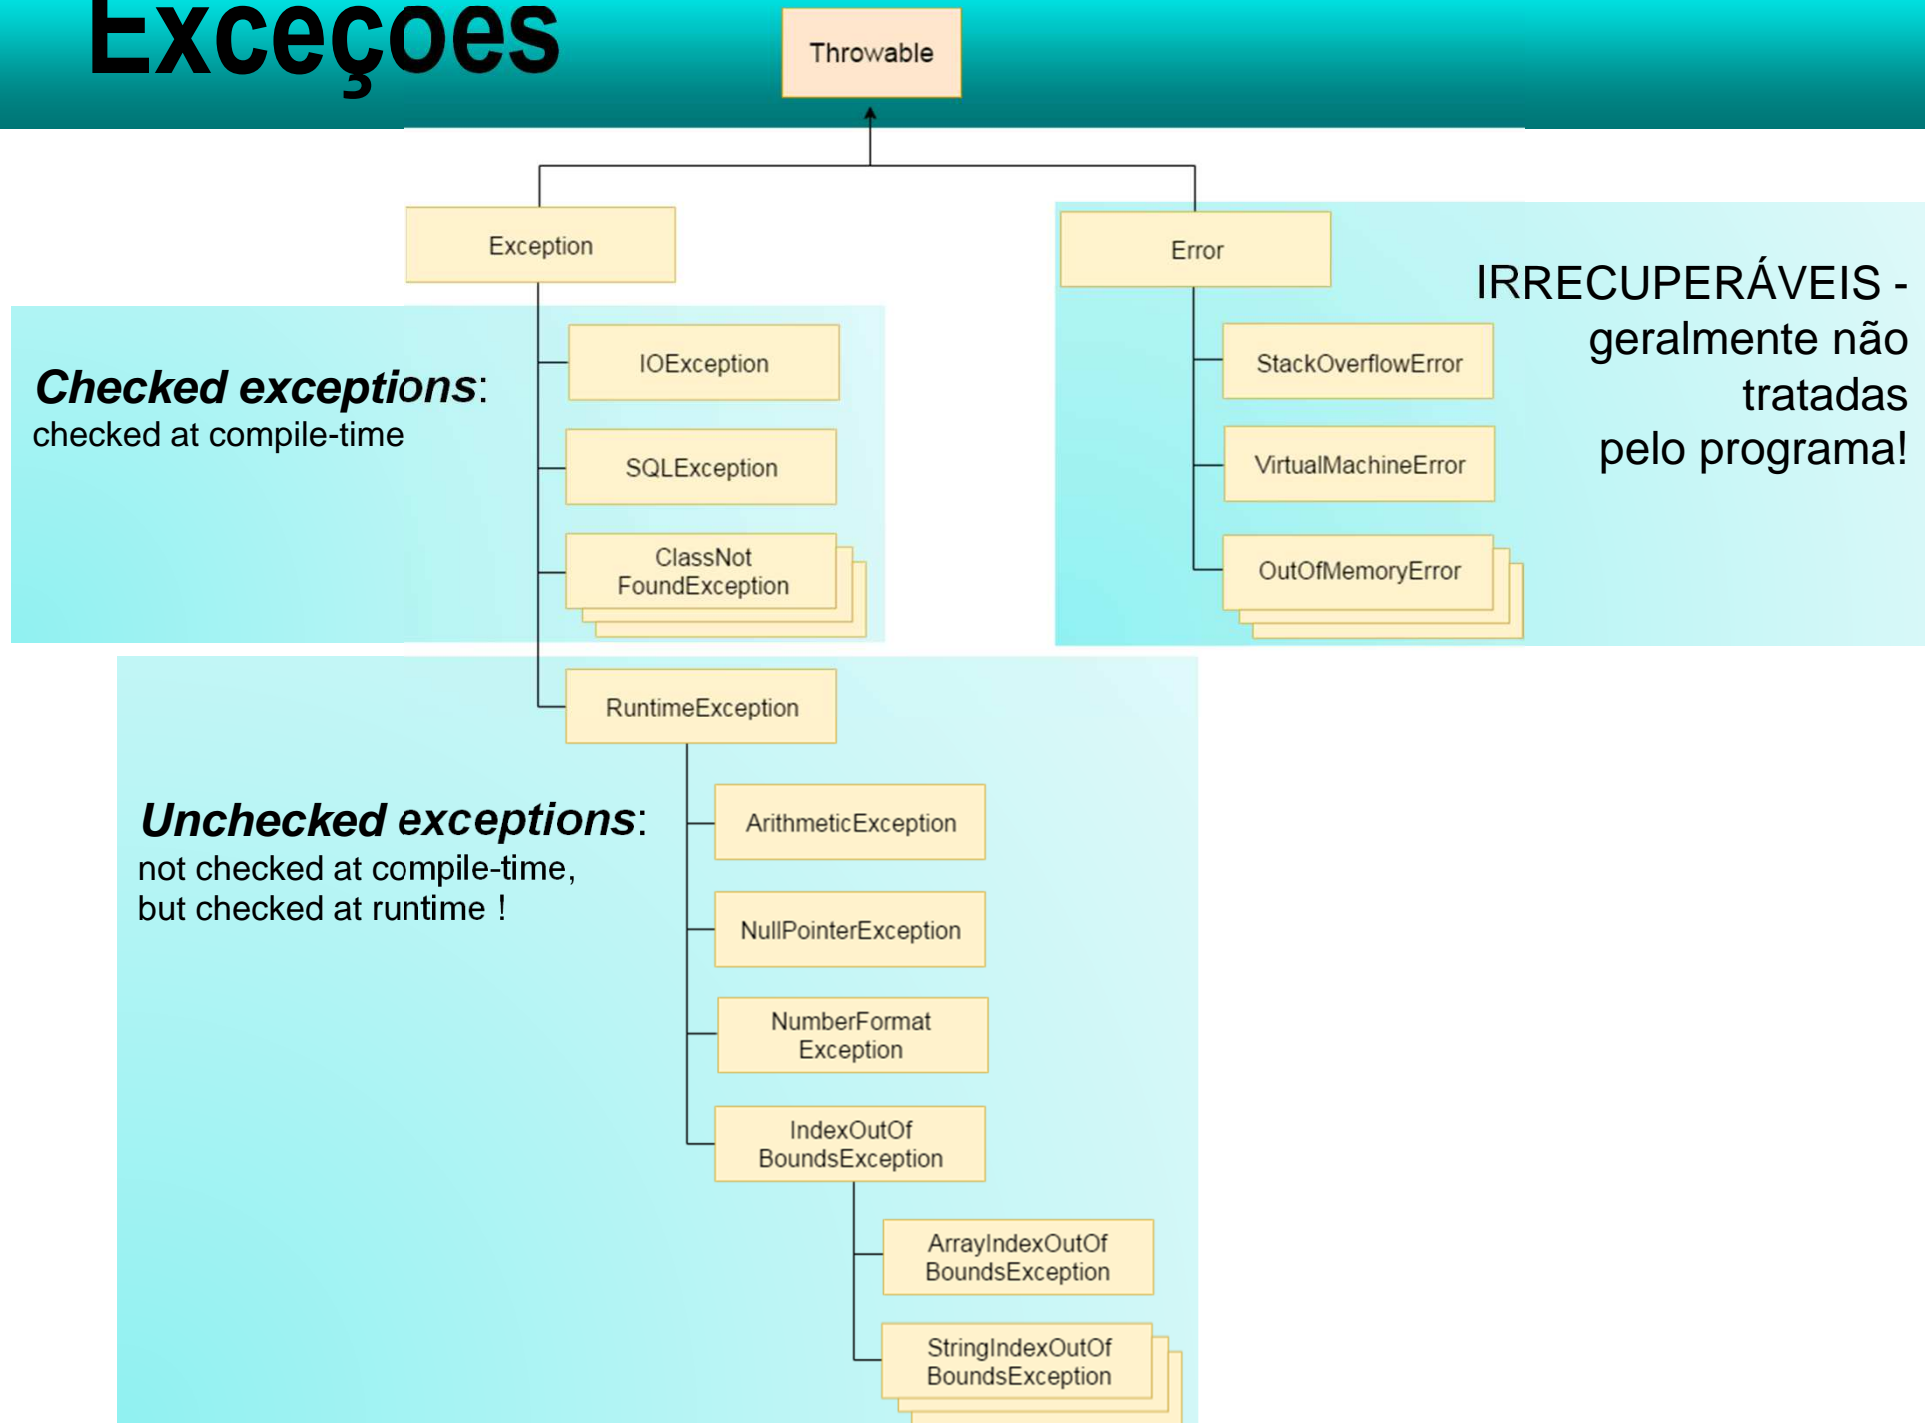 Exceções
Throwable
Exception
Error
IRRECUPERÁVEIS -
geralmente não
tratadas
pelo programa!
Checked exceptions:
checked at compile-time
IOException
SQLException
ClassNot
FoundException
StackOverflowError
VirtualMachineError
OutOfMemoryError
RuntimeException
Unchecked exceptions:
not checked at compile-time,
but checked at runtime !
ArithmeticException
NullPointerException
NumberFormat
Exception
IndexOutOf
BoundsException
ArrayIndexOutOf
BoundsException
StringIndexOutOf
BoundsException